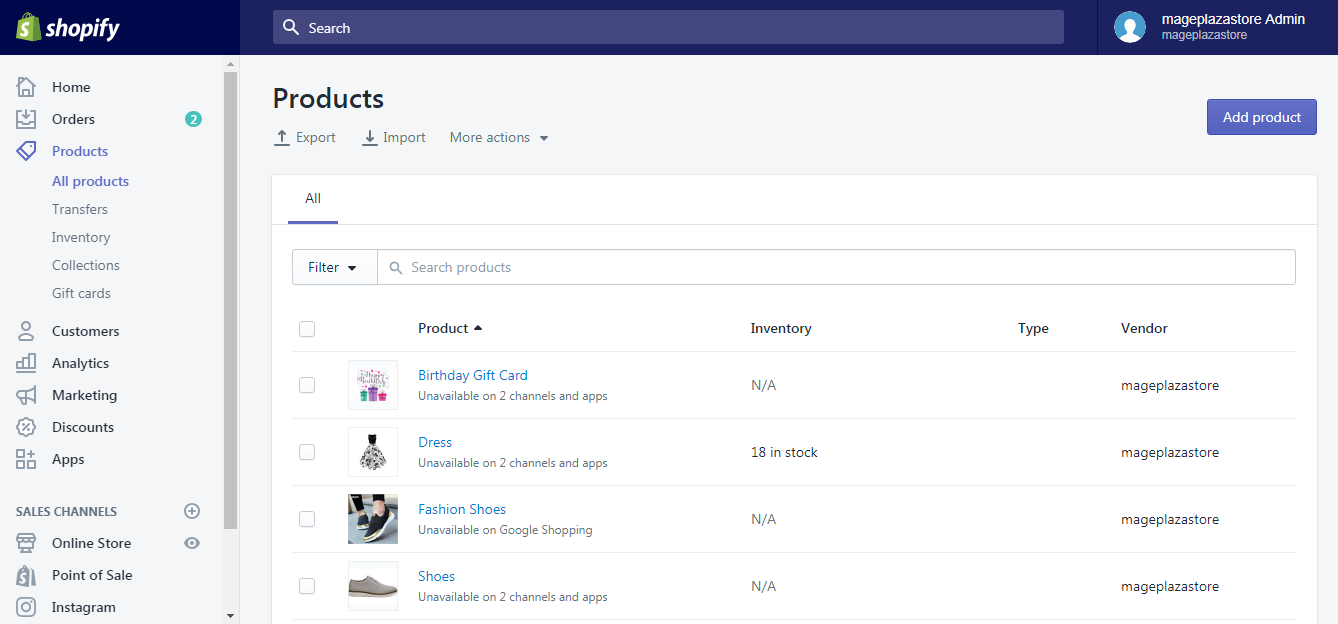 shopify
Search
mageplazastore Admin
mageplazastore
Home
Orders 2
Products
All products
Transfers
Inventory
Collections
Gift cards
Customers
Analytics
Marketing
Discounts
Apps
SALES CHANNELS
Online Store
Point of Sale
Instagram
Products
Export Import More actions
Add product
All
Filter Search products
Product Inventory Type Vendor
Birthday Gift Card
Unavailable on 2 channels and apps
N/A mageplazastore
Dress
Unavailable on 2 channels and apps
18 in stock mageplazastore
Fashion Shoes
Unavailable on Google Shopping
N/A mageplazastore
Shoes
Unavailable on 2 channels and apps
N/A mageplazastore